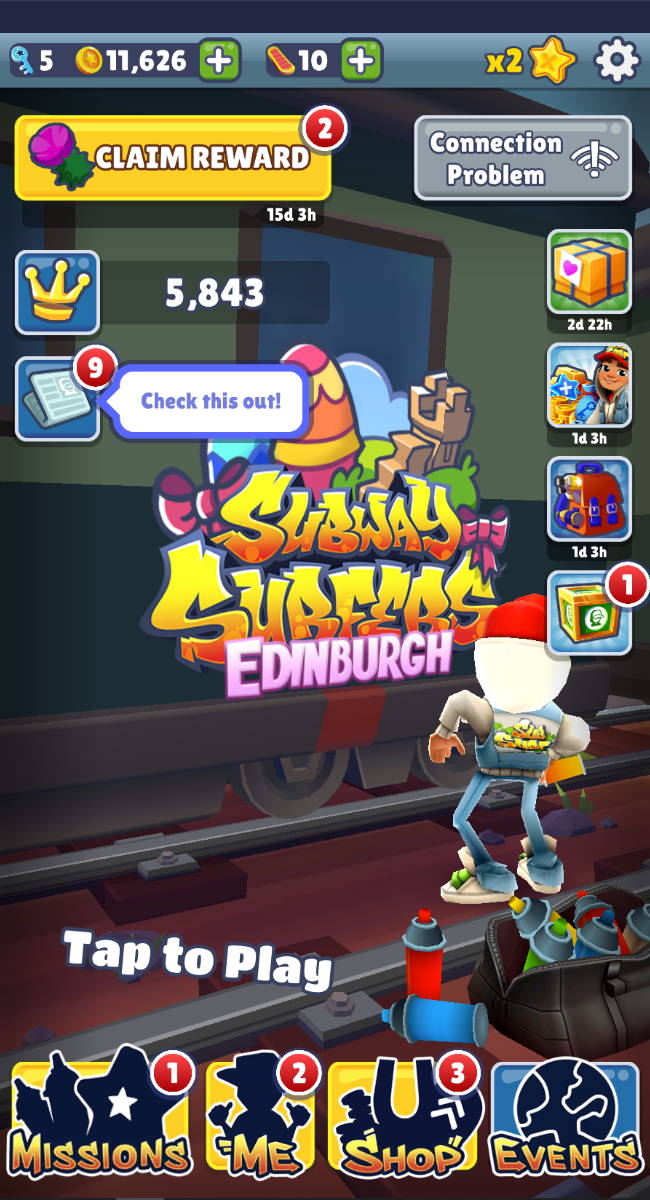 5
11,626
10
x2
CLAIM REWARD
2
Connection
Problem
15d 3h
5,843
2d 22h
9
Check this out!
1d 3h
1d 3h
1
SUBWAY
SURFERS
EDINBURGH
SUB
SURF
Tap to Play
1
MISSIONS
2
ME
3
SHOP
EVENTS